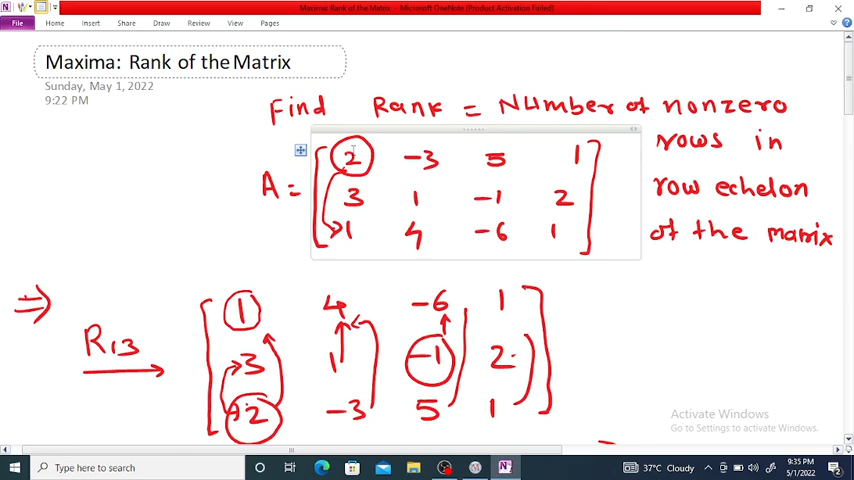 Maxima: Rank of the Matrix - Microsoft OneNote (Product Activation Failed)
File Home Insert Share Draw History Review View Pages
Maxima: Rank of the Matrix
Sunday, May 1, 2022
9:22 PM
Find Rank = Number of nonzero
rows in
row echelon
of the matrix
A = 2 -3 5 1
3 1 -1 2
1 4 -6 1
⇒
R13
1 4 -6 1
3 1 -1 2
2 -3 5 1
Activate Windows
Go to Settings to activate Windows.
Type here to search
37°C Cloudy
9:35 PM
5/1/2022
2